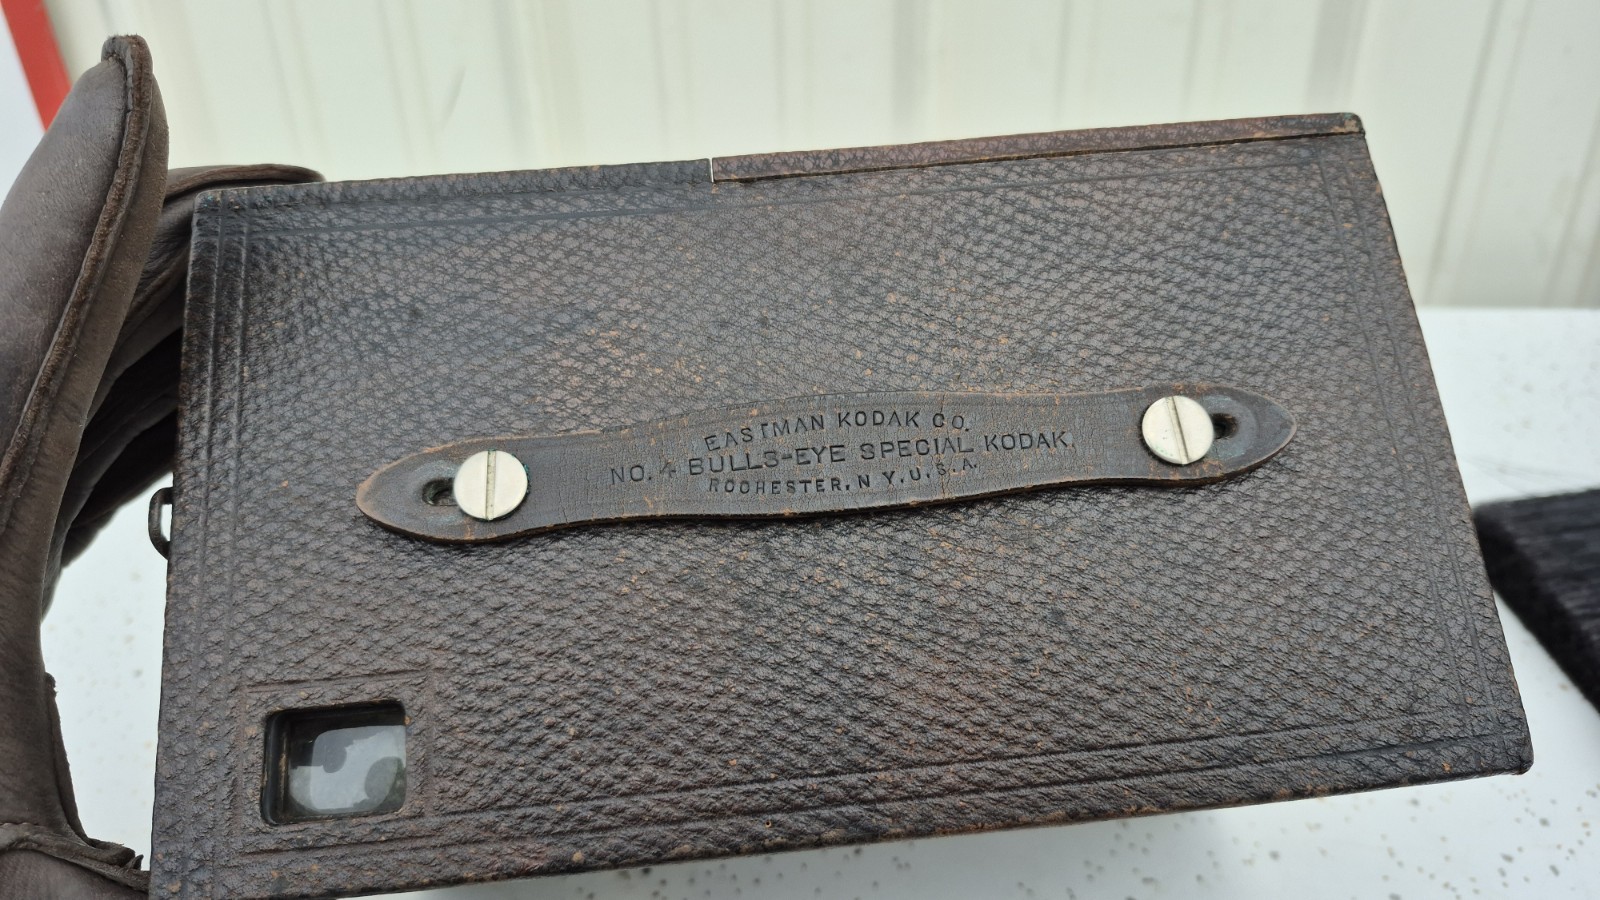 EASTMAN KODAK CO.
NO. 4 BULLS-EYE SPECIAL KODAK.
ROCHESTER, N.Y. U.S.A.